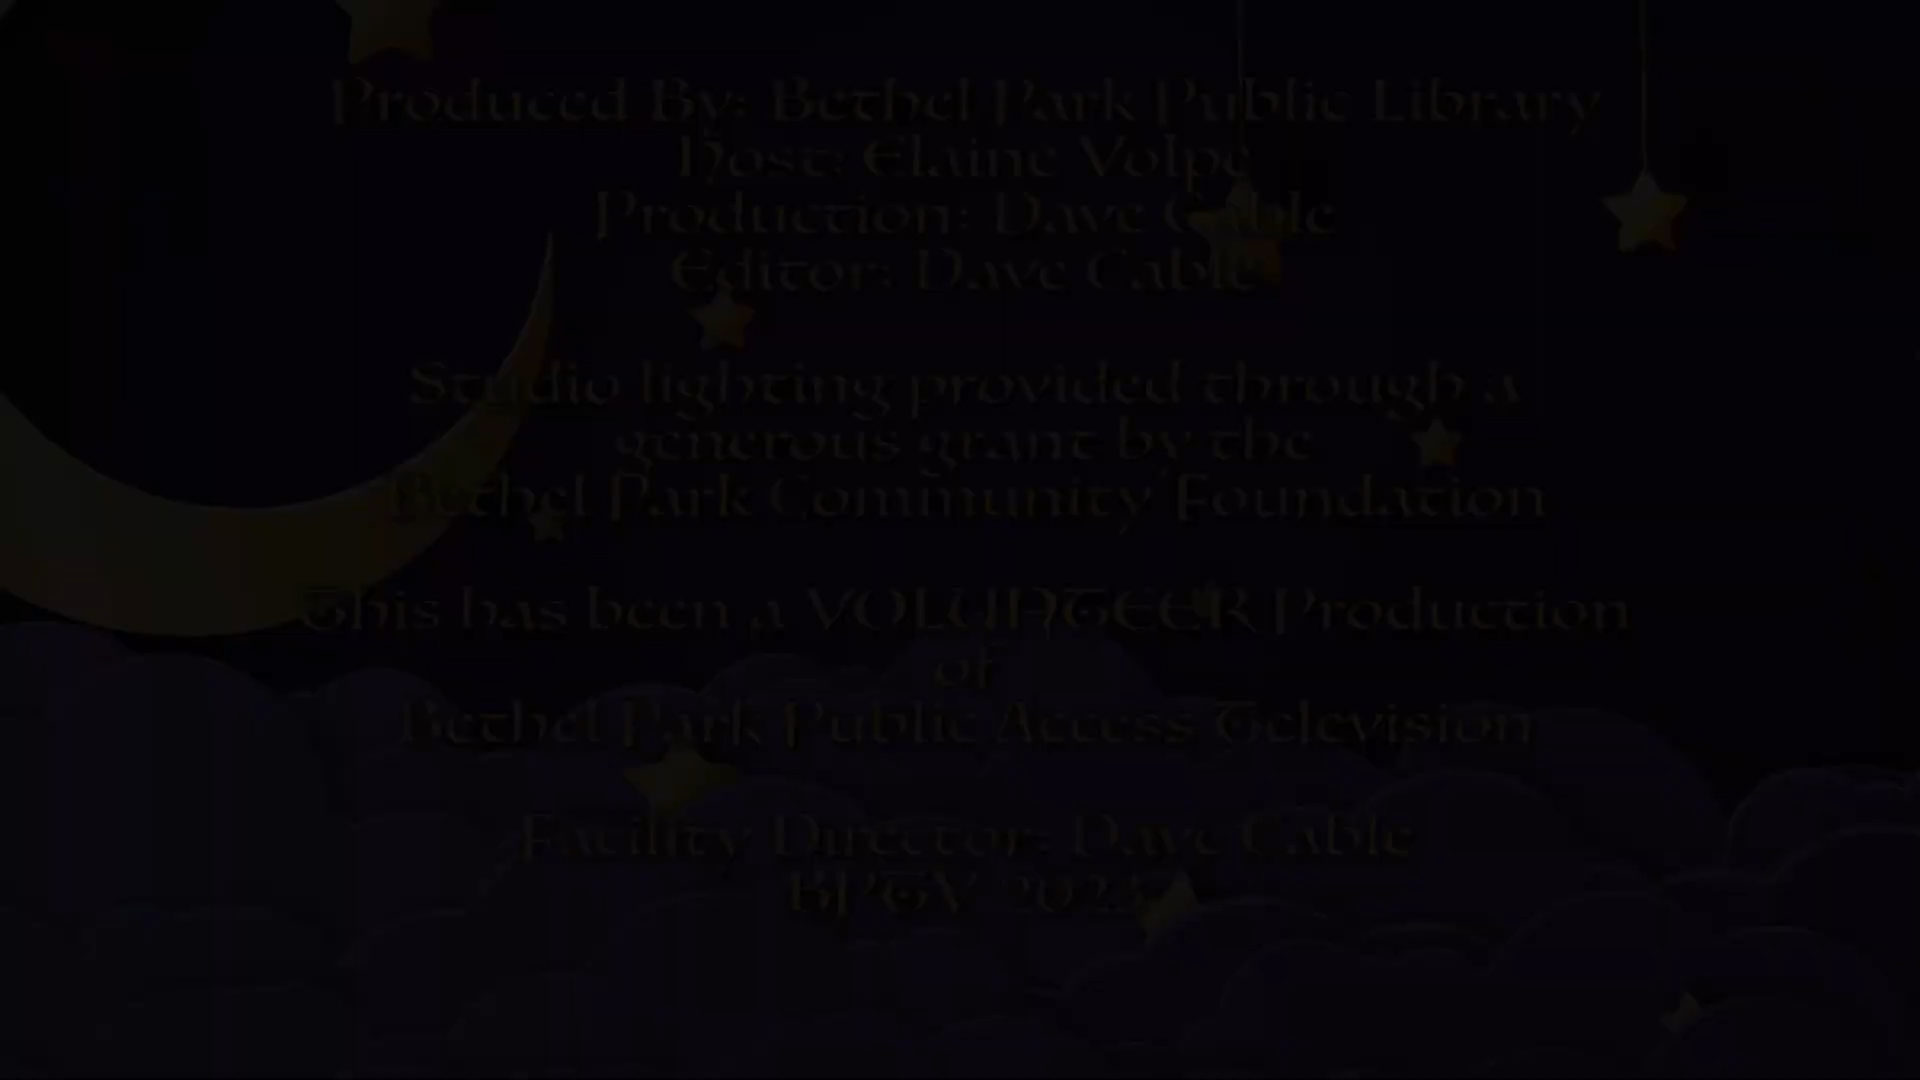 Produced By: Bethel Park Public Library
Host: Elaine Volpe
Production: Dave Cable
Editor: Dave Cable
Studio lighting provided through a
generous grant by the
Bethel Park Community Foundation
This has been a VOLUNTEER Production
of
Bethel Park Public Access Television
Facility Director: Dave Cable
BPTV